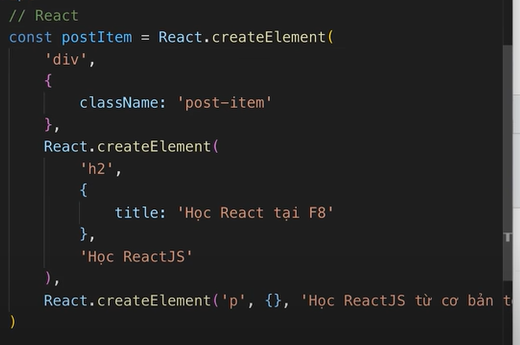 // React
const postItem = React.createElement(
'div',
{
className: 'post-item'
},
React.createElement(
'h2',
{
title: 'Học React tại F8'
},
'Học ReactJS'
),
React.createElement('p', {}, 'Học ReactJS từ cơ bản
)